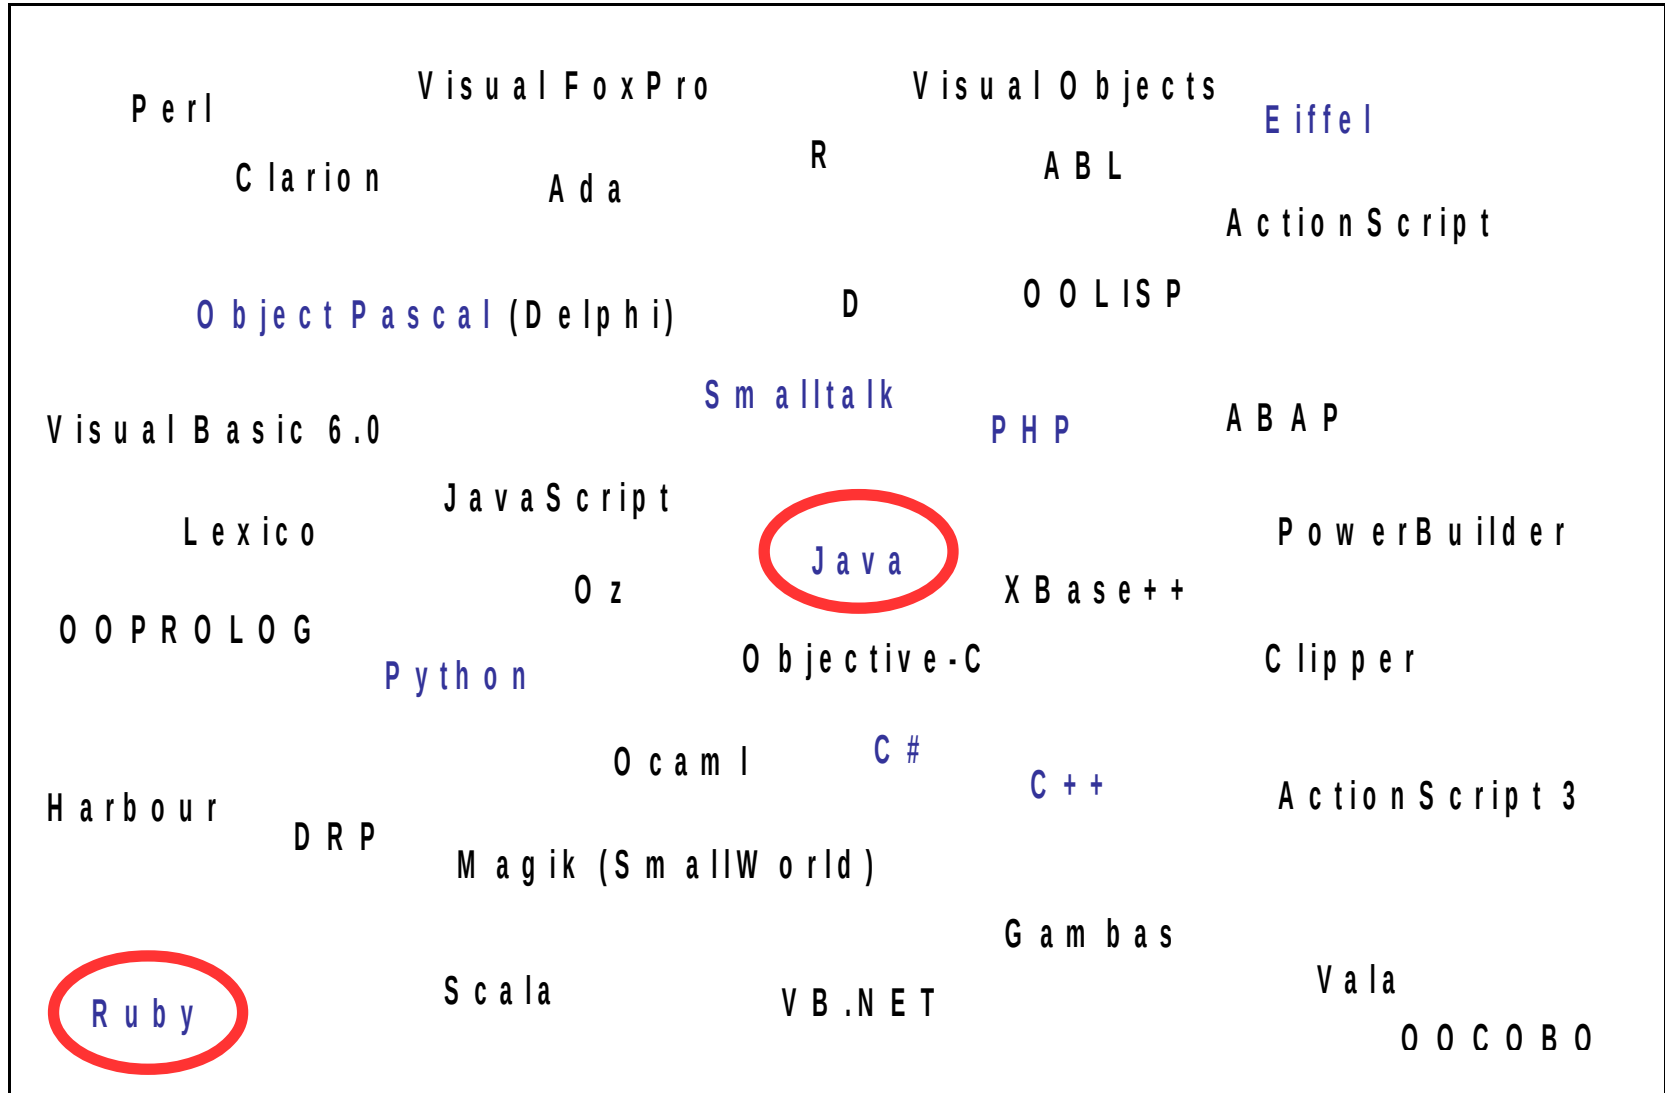 Visual FoxPro
Visual Objects
Perl
Eiffel
R
ABL
Clarion
Ada
ActionScript
OOLISP
D
Object Pascal (Delphi)
Smalltalk
ABAP
Visual Basic 6.0
PHP
JavaScript
Lexico
PowerBuilder
Java
Oz
XBase++
OOPROLOG
Objective-C
Clipper
Python
C#
Ocaml
C++
ActionScript 3
Harbour
DRP
Magik (SmallWorld)
Gambas
Vala
Scala
VB.NET
Ruby
OOCOBO